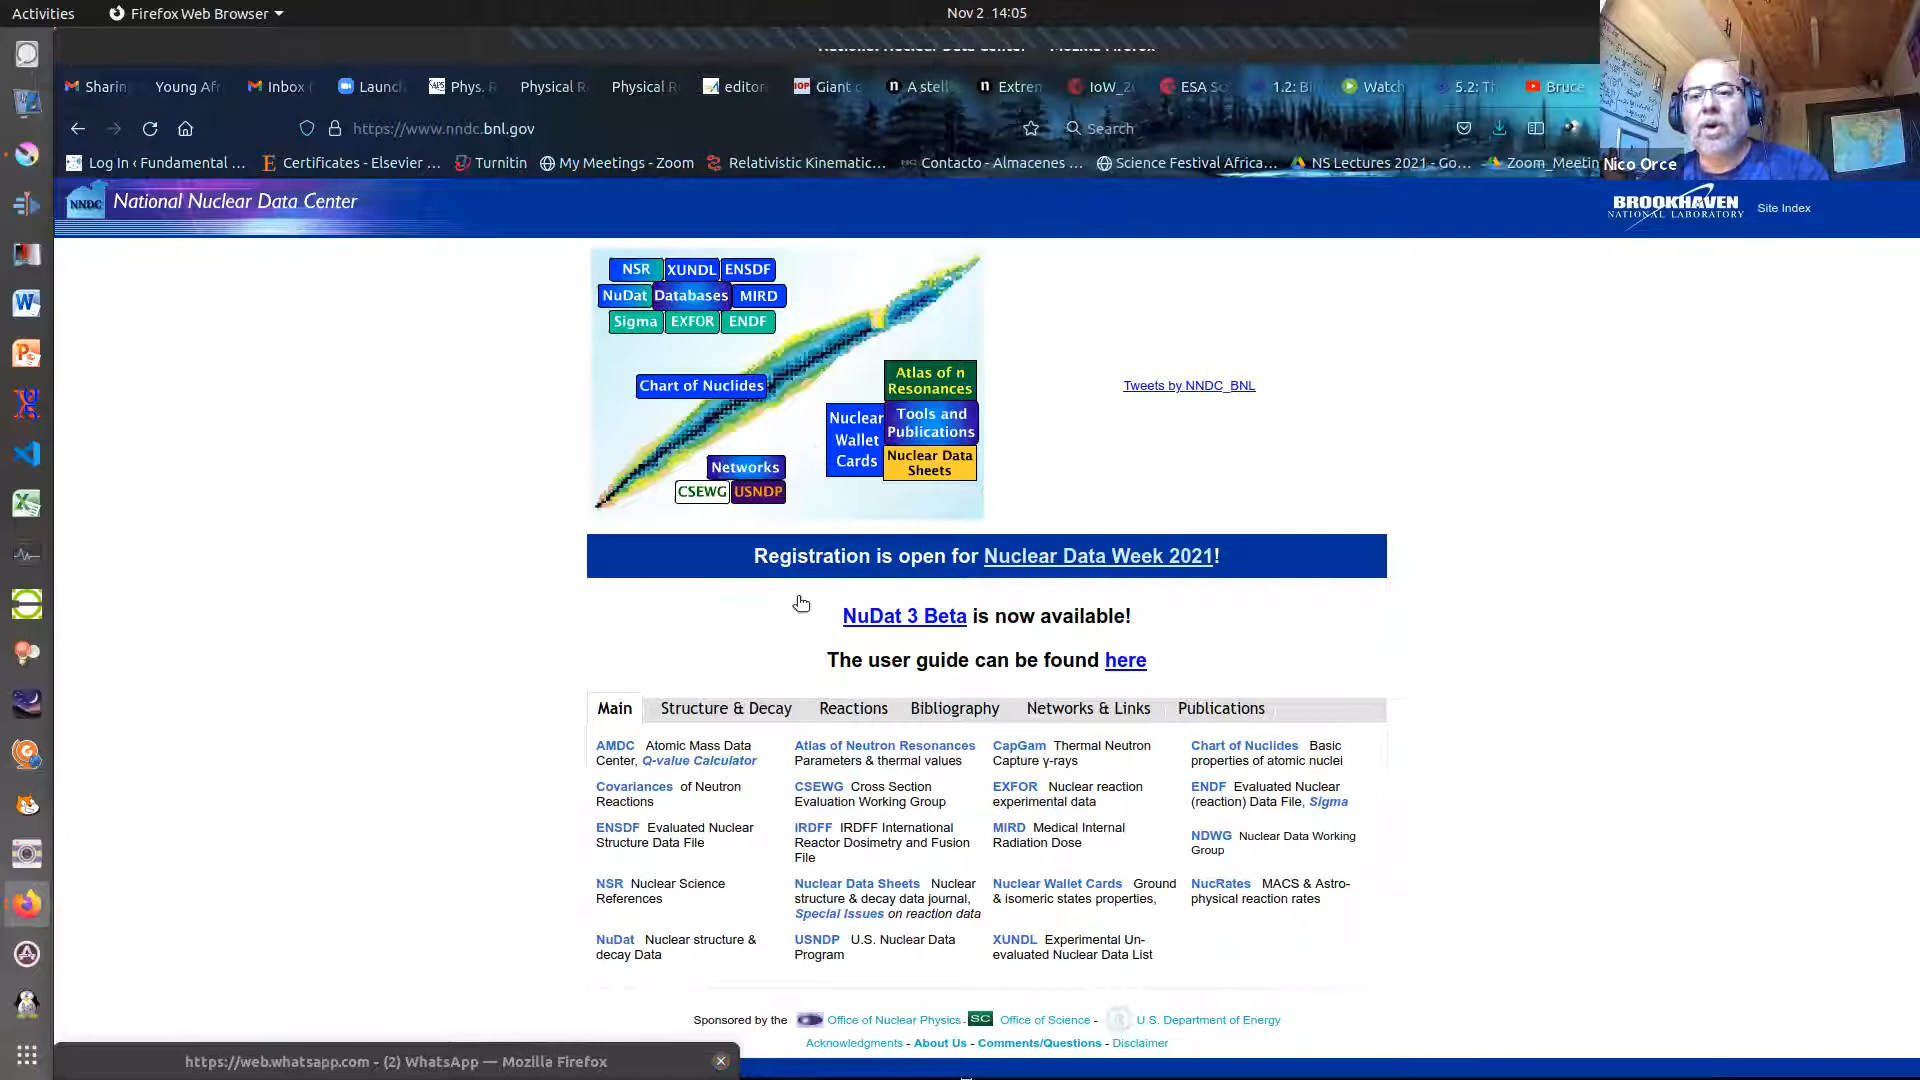 Activities
Firefox Web Browser
Nov 2 14:05
National Nuclear Data Center — Mozilla Firefox
Sharin
Young Afr
Inbox (
Launc
Phys. R
Physical R
Physical R
editor
IOP Giant c
A stell
Extren
IoW_2
ESA Sc
1.2: Bi
Watch
5.2: Th
Bruce
https://www.nndc.bnl.gov
Search
Log In ‹ Fundamental ...
Certificates - Elsevier ...
Turnitin
My Meetings - Zoom
Relativistic Kinematic...
Contacto - Almacenes ...
Science Festival Africa...
NS Lectures 2021 - Go...
Zoom_Meetin
Nico Orce
NNDC National Nuclear Data Center
BROOKHAVEN
NATIONAL LABORATORY
Site Index
NSR XUNDL ENSDF
NuDat Databases MIRD
Sigma EXFOR ENDF
Chart of Nuclides
Atlas of n
Resonances
Nuclear
Wallet
Cards
Tools and
Publications
Nuclear Data
Sheets
Networks
CSEWG USNDP
Tweets by NNDC_BNL
Registration is open for Nuclear Data Week 2021!
NuDat 3 Beta is now available!
The user guide can be found here
Main Structure & Decay Reactions Bibliography Networks & Links Publications
AMDC Atomic Mass Data
Center, Q-value Calculator
Atlas of Neutron Resonances
Parameters & thermal values
CapGam Thermal Neutron
Capture γ-rays
Chart of Nuclides Basic
properties of atomic nuclei
Covariances of Neutron
Reactions
CSEWG Cross Section
Evaluation Working Group
EXFOR Nuclear reaction
experimental data
ENDF Evaluated Nuclear
(reaction) Data File, Sigma
ENSDF Evaluated Nuclear
Structure Data File
IRDFF IRDFF International
Reactor Dosimetry and Fusion
File
MIRD Medical Internal
Radiation Dose
NDWG Nuclear Data Working
Group
NSR Nuclear Science
References
Nuclear Data Sheets Nuclear
structure & decay data journal,
Special Issues on reaction data
Nuclear Wallet Cards Ground
& isomeric states properties,
NucRates MACS & Astro-
physical reaction rates
NuDat Nuclear structure &
decay Data
USNDP U.S. Nuclear Data
Program
XUNDL Experimental Un-
evaluated Nuclear Data List
Sponsored by the Office of Nuclear Physics - SC Office of Science - U.S. Department of Energy
Acknowledgments - About Us - Comments/Questions - Disclaimer
https://web.whatsapp.com - (2) WhatsApp — Mozilla Firefox